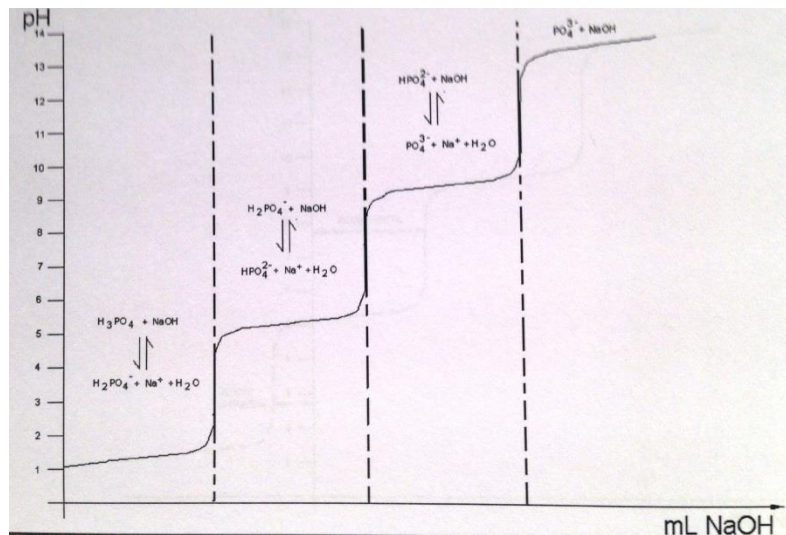 pH
14
13
12
11
10
9
8
7
6
5
4
3
2
1
H₃PO₄ + NaOH
H₂PO₄⁻ + Na⁺ + H₂O
H₂PO₄⁻ + NaOH
HPO₄²⁻ + Na⁺ + H₂O
HPO₄²⁻ + NaOH
PO₄³⁻ + Na⁺ + H₂O
PO₄³⁻ + NaOH
mL NaOH